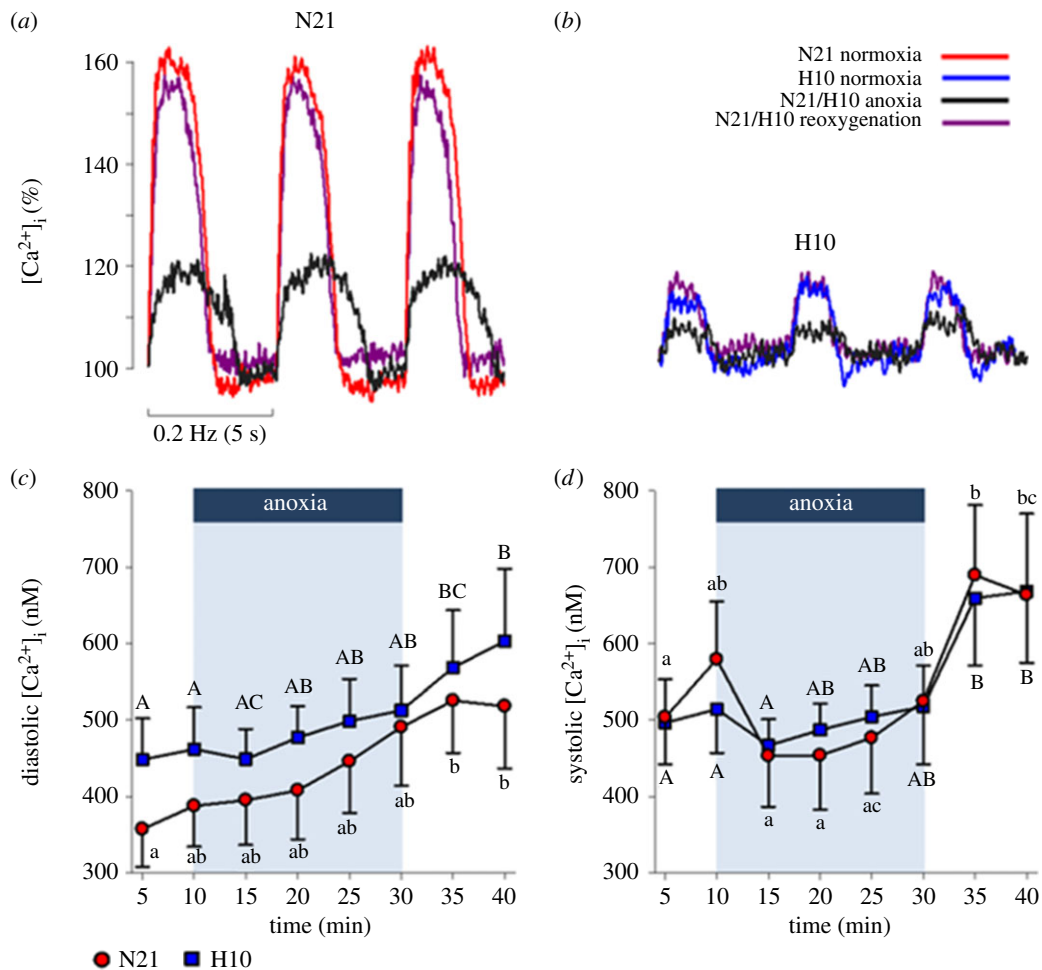 (a)
N21
[Ca2+]i (%)
160
140
120
100
0.2 Hz (5 s)
(b)
N21 normoxia
H10 normoxia
N21/H10 anoxia
N21/H10 reoxygenation
H10
(c)
diastolic [Ca2+]i (nM)
800
700
600
500
400
300
anoxia
A A AC AB AB AB BC B
a ab ab ab ab ab b b
5 10 15 20 25 30 35 40
time (min)
N21 H10
(d)
systolic [Ca2+]i (nM)
800
700
600
500
400
300
anoxia
a ab A AB AB ab b bc
A A a a ac AB B B
5 10 15 20 25 30 35 40
time (min)